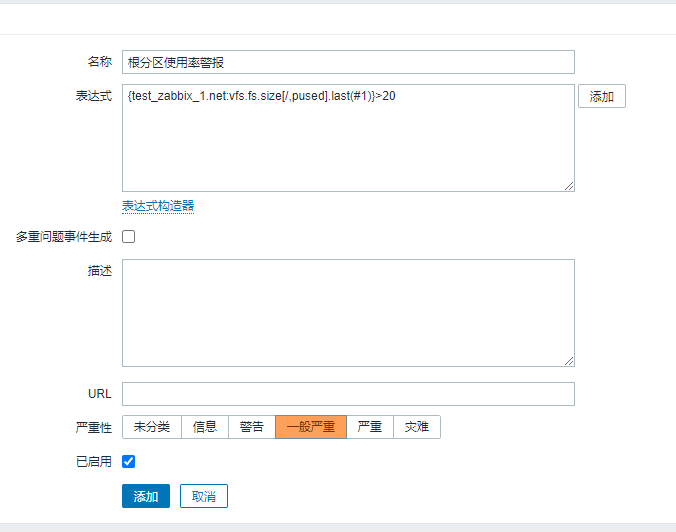 名称 根分区使用率警报
表达式 {test_zabbix_1.net:vfs.fs.size[/,pused].last(#1)}>20 添加
表达式构造器
多重问题事件生成
描述
URL
严重性 未分类 信息 警告 一般严重 严重 灾难
已启用
添加 取消